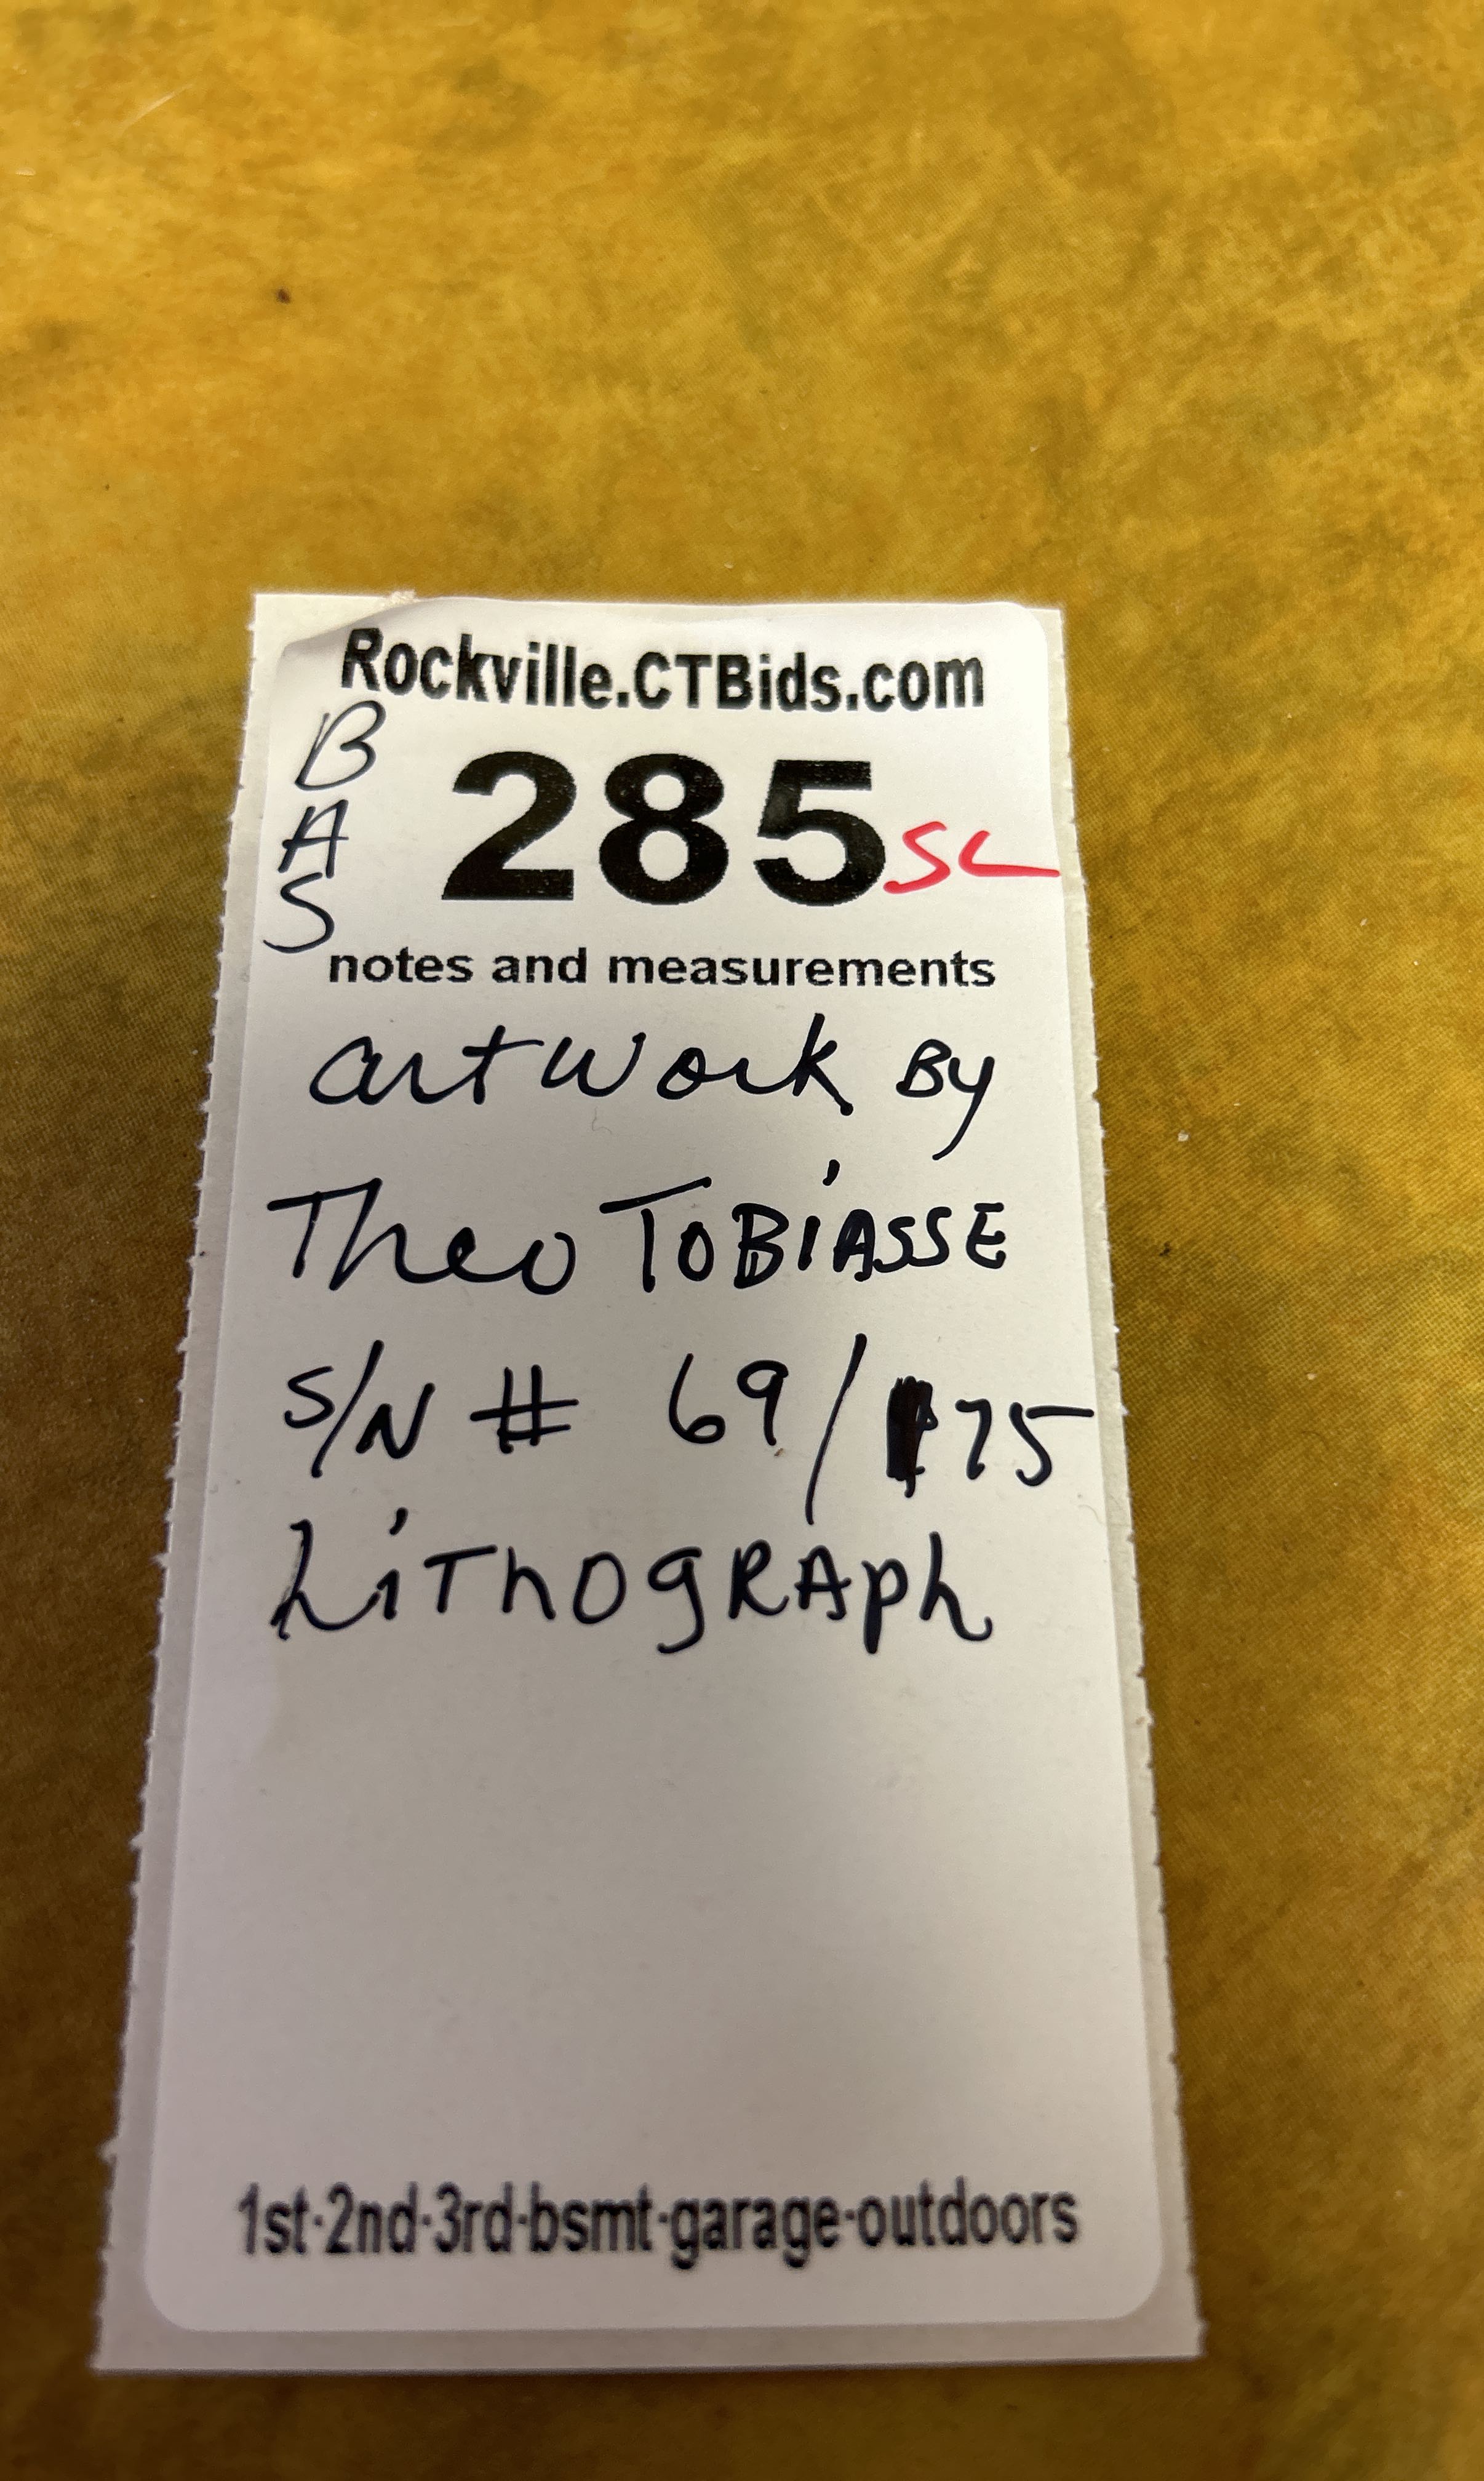 Rockville.CTBids.com
BAS
285 SL
notes and measurements
artwork By
Theo TOBiASSE
S/N # 69/75
LiThOgRAph
1st·2nd·3rd·bsmt·garage·outdoors